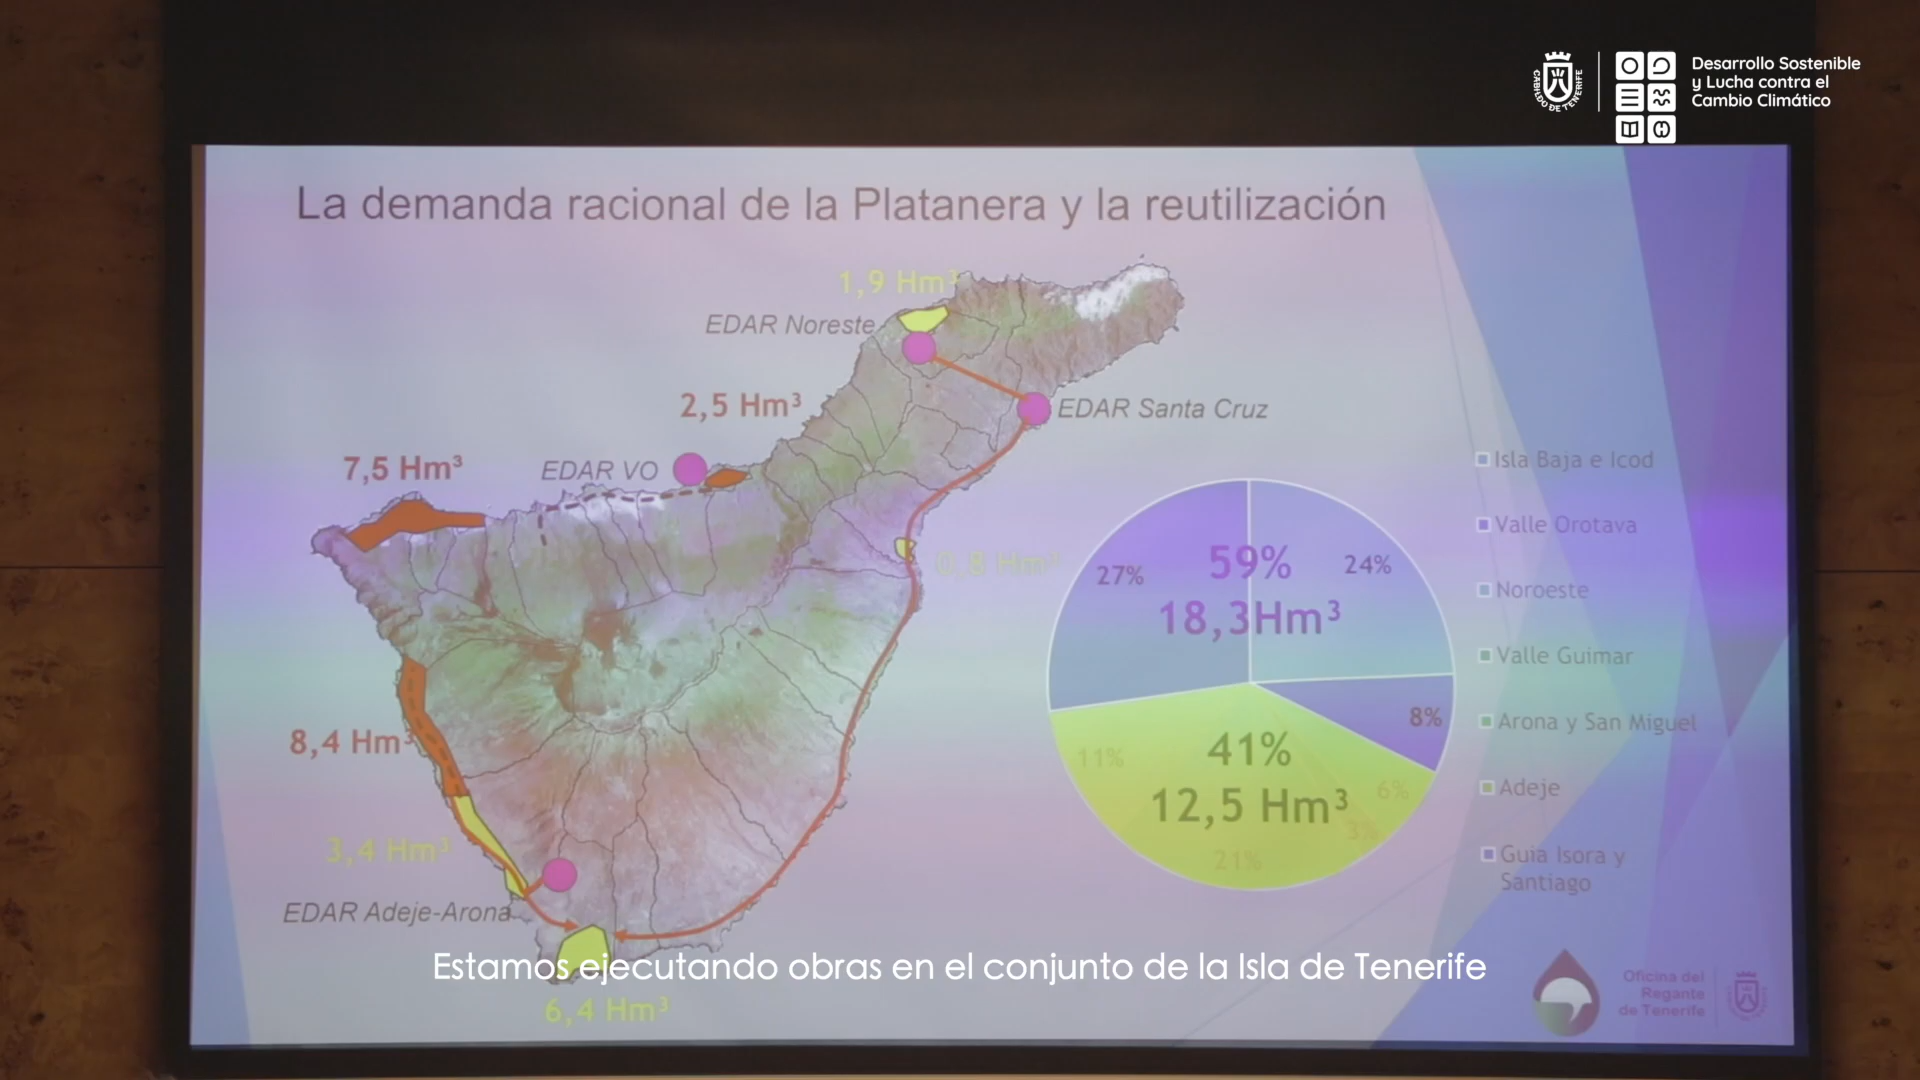 CABILDO DE TENERIFE
Desarrollo Sostenible
y Lucha contra el
Cambio Climático
La demanda racional de la Platanera y la reutilización
1,9 Hm³
EDAR Noreste
2,5 Hm³
EDAR Santa Cruz
7,5 Hm³
EDAR VO
0,8 Hm³
8,4 Hm³
3,4 Hm³
EDAR Adeje-Arona
6,4 Hm³
27%
59%
24%
18,3Hm³
8%
11%
41%
6%
12,5 Hm³
3%
21%
Isla Baja e Icod
Valle Orotava
Noroeste
Valle Guimar
Arona y San Miguel
Adeje
Guia Isora y
Santiago
Estamos ejecutando obras en el conjunto de la Isla de Tenerife
Oficina del
Regante
de Tenerife